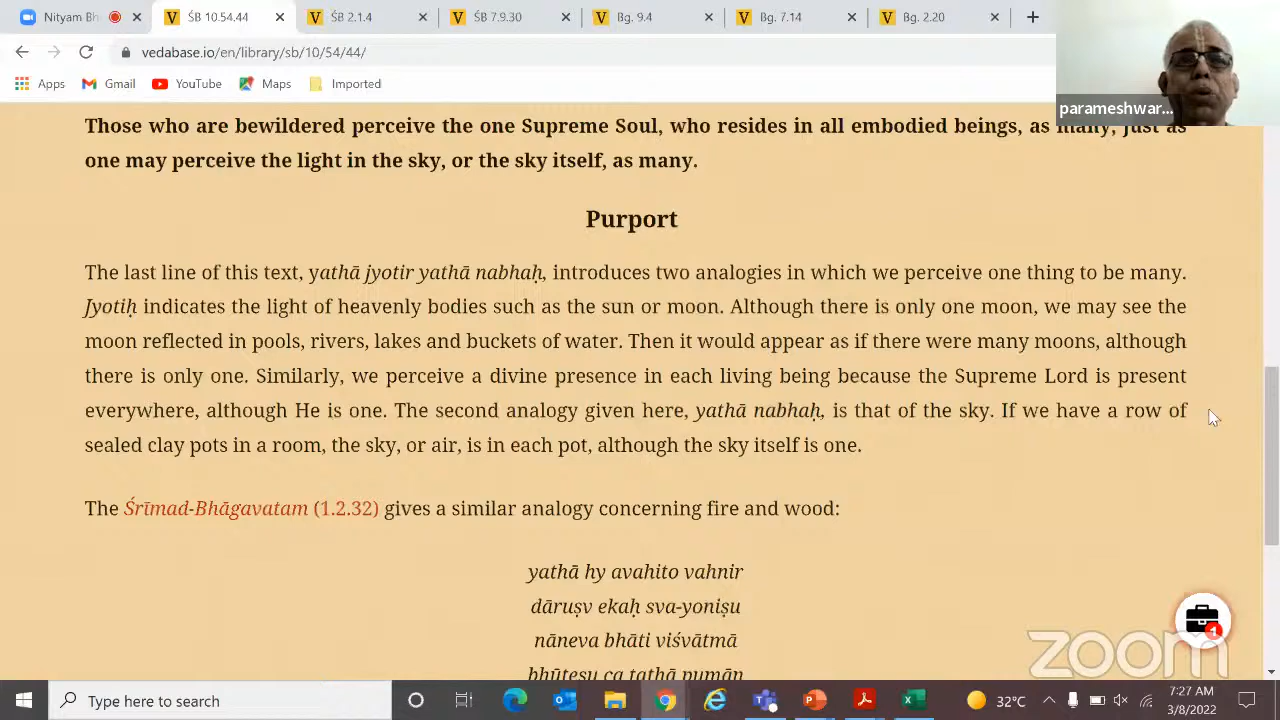 Nityam Bh
ŚB 10.54.44
ŚB 2.1.4
ŚB 7.9.30
Bg. 9.4
Bg. 7.14
Bg. 2.20
vedabase.io/en/library/sb/10/54/44/
Apps
Gmail
YouTube
Maps
Imported
parameshwar...
Those who are bewildered perceive the one Supreme Soul, who resides in all embodied beings, as many, just as
one may perceive the light in the sky, or the sky itself, as many.
Purport
The last line of this text, yathā jyotir yathā nabhaḥ, introduces two analogies in which we perceive one thing to be many.
Jyotiḥ indicates the light of heavenly bodies such as the sun or moon. Although there is only one moon, we may see the
moon reflected in pools, rivers, lakes and buckets of water. Then it would appear as if there were many moons, although
there is only one. Similarly, we perceive a divine presence in each living being because the Supreme Lord is present
everywhere, although He is one. The second analogy given here, yathā nabhaḥ, is that of the sky. If we have a row of
sealed clay pots in a room, the sky, or air, is in each pot, although the sky itself is one.
The Śrīmad-Bhāgavatam (1.2.32) gives a similar analogy concerning fire and wood:
yathā hy avahito vahnir
dāruṣv ekaḥ sva-yoniṣu
nāneva bhāti viśvātmā
bhūteṣu ca tathā pumān
1
zoom
Type here to search
32°C
7:27 AM
3/8/2022